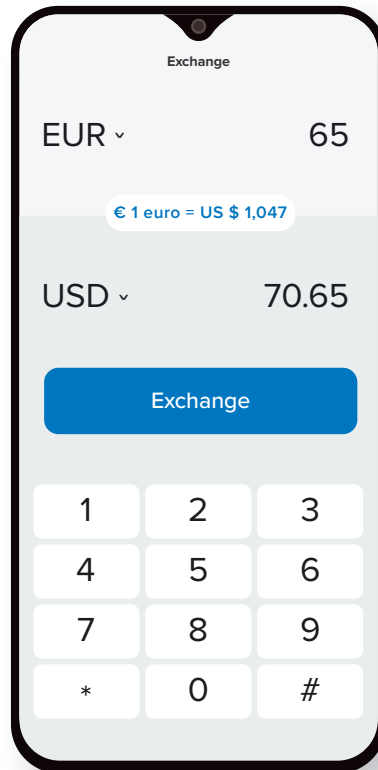 Exchange
EUR 65
€ 1 euro = US $ 1,047
USD 70.65
Exchange
1 2 3
4 5 6
7 8 9
* 0 #